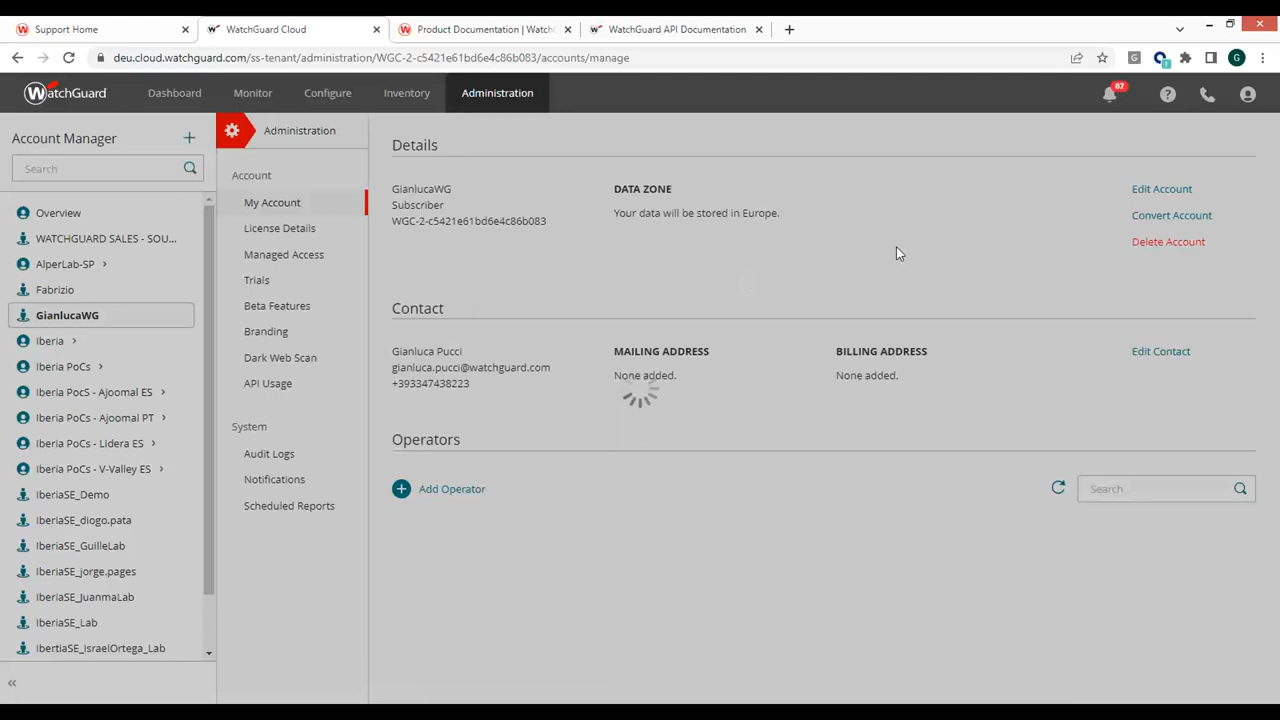 Support Home
WatchGuard Cloud
Product Documentation | Watch
WatchGuard API Documentation
deu.cloud.watchguard.com/ss-tenant/administration/WGC-2-c5421e61bd6e4c86b083/accounts/manage
G
WatchGuard
Dashboard
Monitor
Configure
Inventory
Administration
67
Account Manager
Search
Overview
WATCHGUARD SALES - SOU...
AlperLab-SP
Fabrizio
GianlucaWG
Iberia
Iberia PoCs
Iberia PocS - Ajoomal ES
Iberia PoCs - Ajoomal PT
Iberia PoCs - Lidera ES
Iberia PoCs - V-Valley ES
IberiaSE_Demo
IberiaSE_diogo.pata
IberiaSE_GuilleLab
IberiaSE_jorge.pages
IberiaSE_JuanmaLab
IberiaSE_Lab
IbertiaSE_IsraelOrtega_Lab
Administration
Account
My Account
License Details
Managed Access
Trials
Beta Features
Branding
Dark Web Scan
API Usage
System
Audit Logs
Notifications
Scheduled Reports
Details
GianlucaWG
Subscriber
WGC-2-c5421e61bd6e4c86b083
DATA ZONE
Your data will be stored in Europe.
Edit Account
Convert Account
Delete Account
Contact
Gianluca Pucci
gianluca.pucci@watchguard.com
+393347438223
MAILING ADDRESS
None added.
BILLING ADDRESS
None added.
Edit Contact
Operators
Add Operator
Search